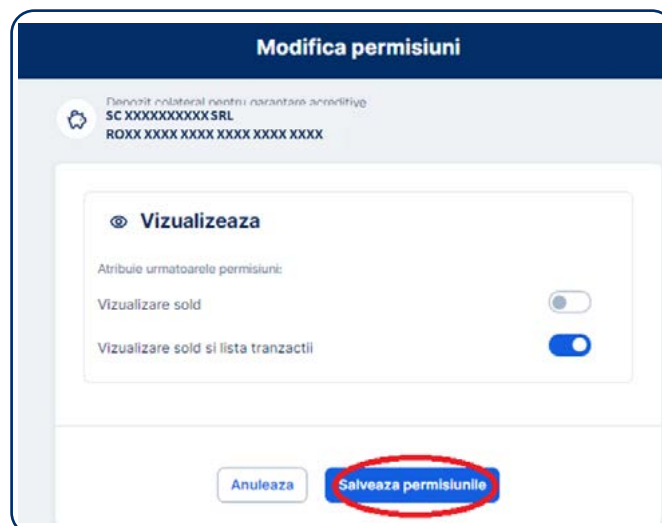 Modifica permisiuni
Depozit colateral pentru garantare acreditive
SC XXXXXXXXXX SRL
ROXX XXXX XXXX XXXX XXXX XXXX
Vizualizeaza
Atribuie urmatoarele permisiuni:
Vizualizare sold
Vizualizare sold si lista tranzactii
Anuleaza
Salveaza permisiunile